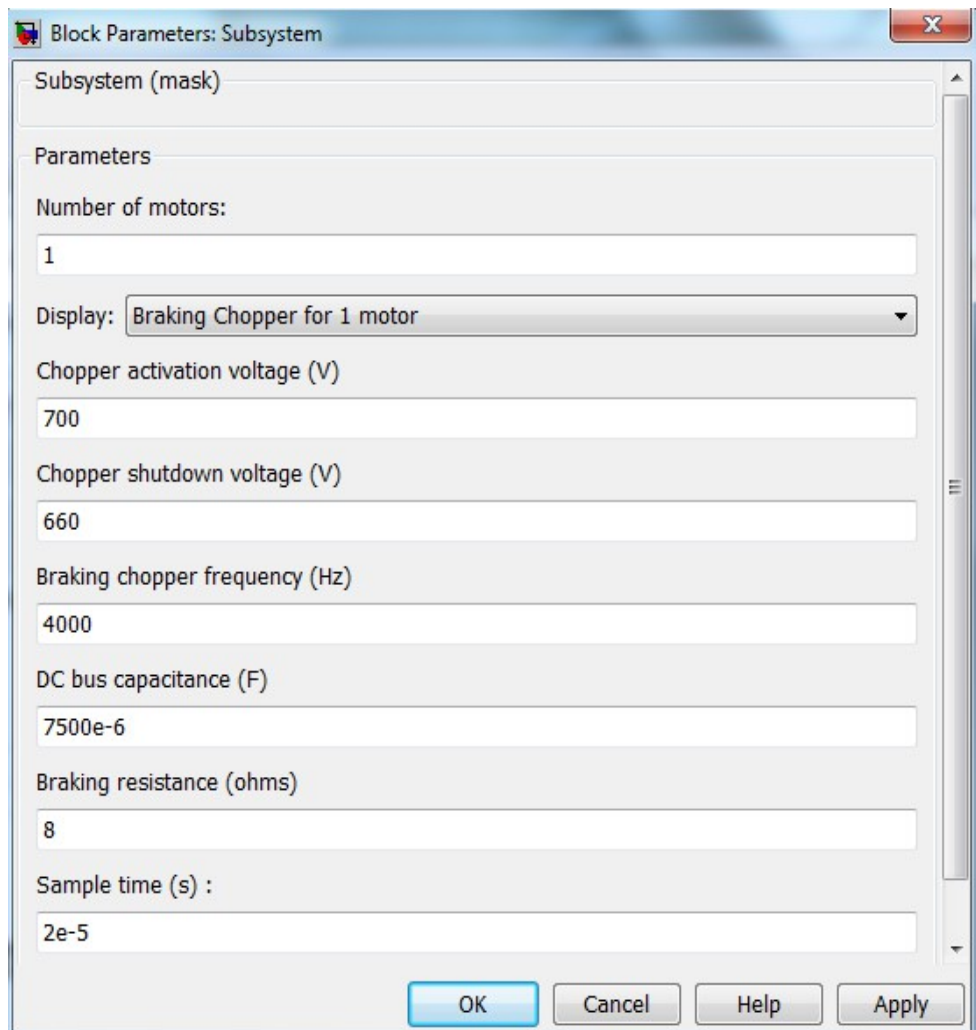 Block Parameters: Subsystem
Subsystem (mask)
Parameters
Number of motors:
1
Display: Braking Chopper for 1 motor
Chopper activation voltage (V)
700
Chopper shutdown voltage (V)
660
Braking chopper frequency (Hz)
4000
DC bus capacitance (F)
7500e-6
Braking resistance (ohms)
8
Sample time (s) :
2e-5
OK Cancel Help Apply